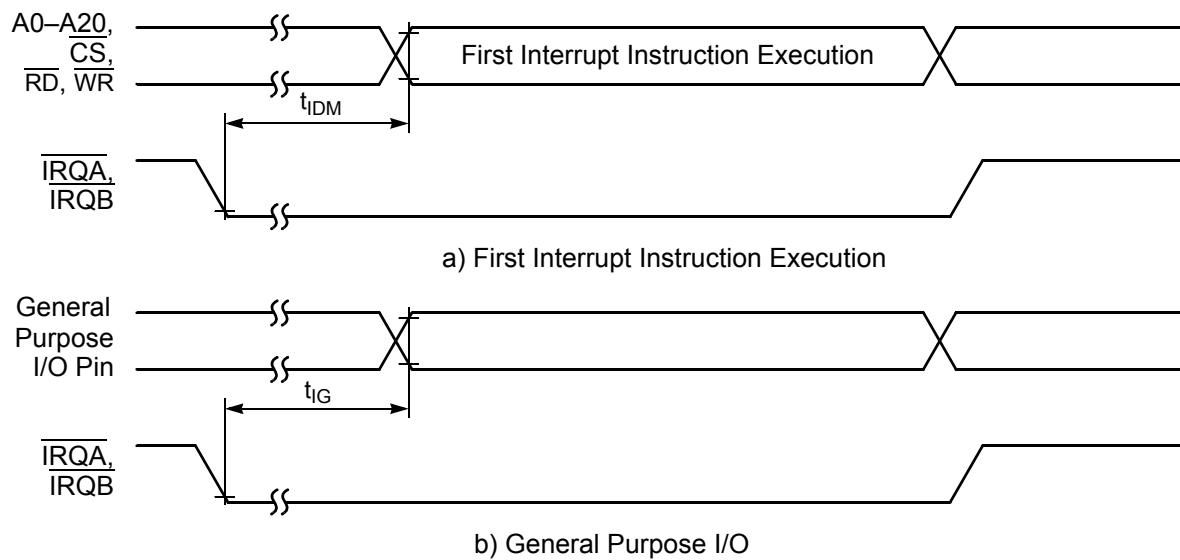 A0–A20,
CS,
RD, WR
First Interrupt Instruction Execution
tIDM
IRQA,
IRQB
a) First Interrupt Instruction Execution
General
Purpose
I/O Pin
tIG
IRQA,
IRQB
b) General Purpose I/O